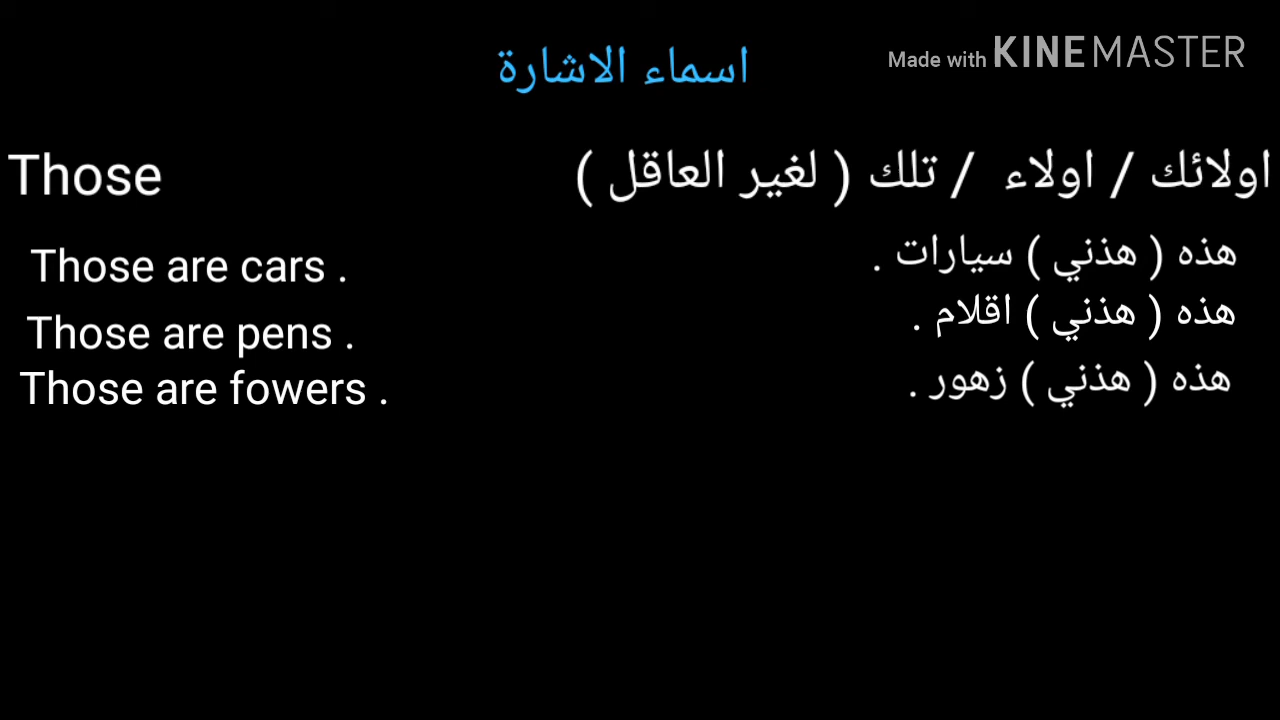 اسماء الاشارة
Made with KINEMASTER
Those
اولائك / اولاء / تلك ( لغير العاقل )
Those are cars .
هذه ( هذني ) سيارات .
Those are pens .
هذه ( هذني ) اقلام .
Those are fowers .
هذه ( هذني ) زهور .